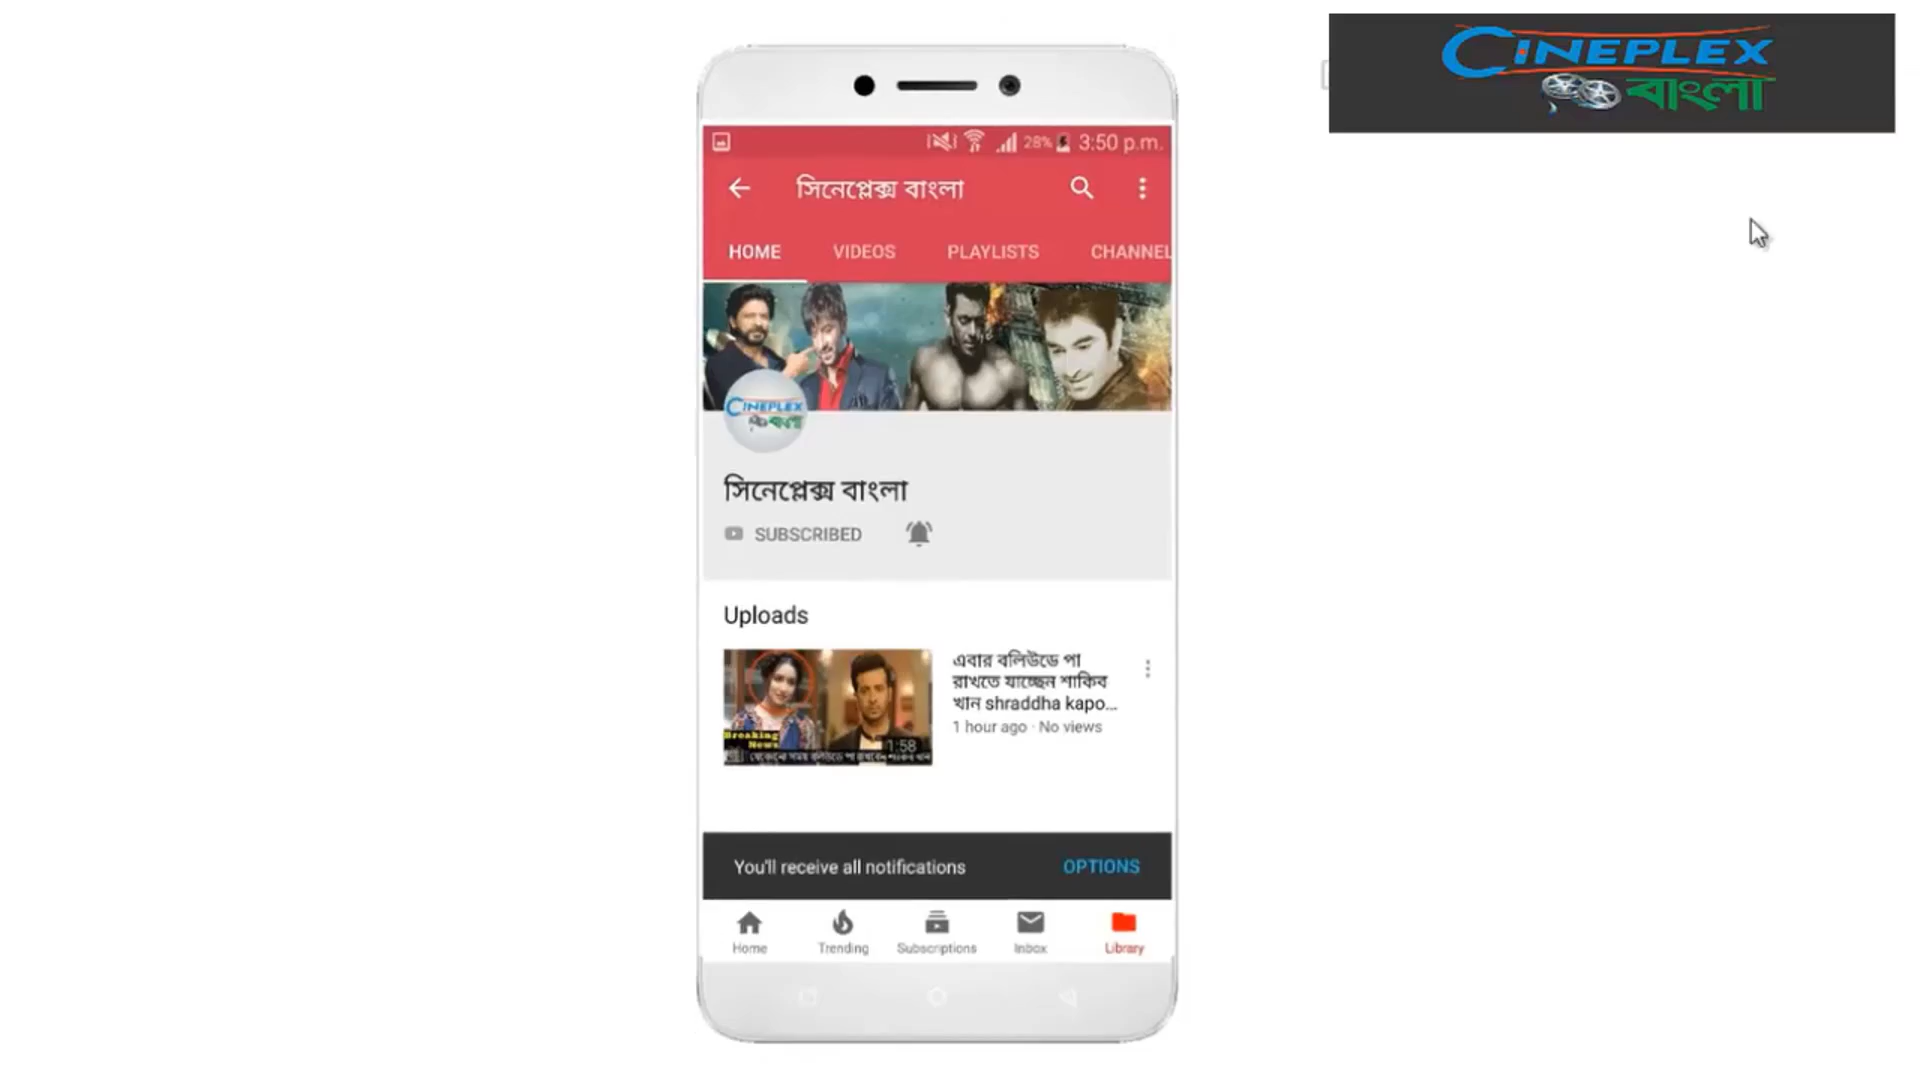 CINEPLEX
বাংলা
28% 3:50 p.m.
সিনেপ্লেক্স বাংলা
HOME VIDEOS PLAYLISTS CHANNEL
CINEPLEX
বাংলা
সিনেপ্লেক্স বাংলা
SUBSCRIBED
Uploads
এবার বলিউডে পা
রাখতে যাচ্ছেন শাকিব
খান shraddha kapo...
1 hour ago · No views
Breaking
News
1:58
You'll receive all notifications OPTIONS
Home Trending Subscriptions Inbox Library